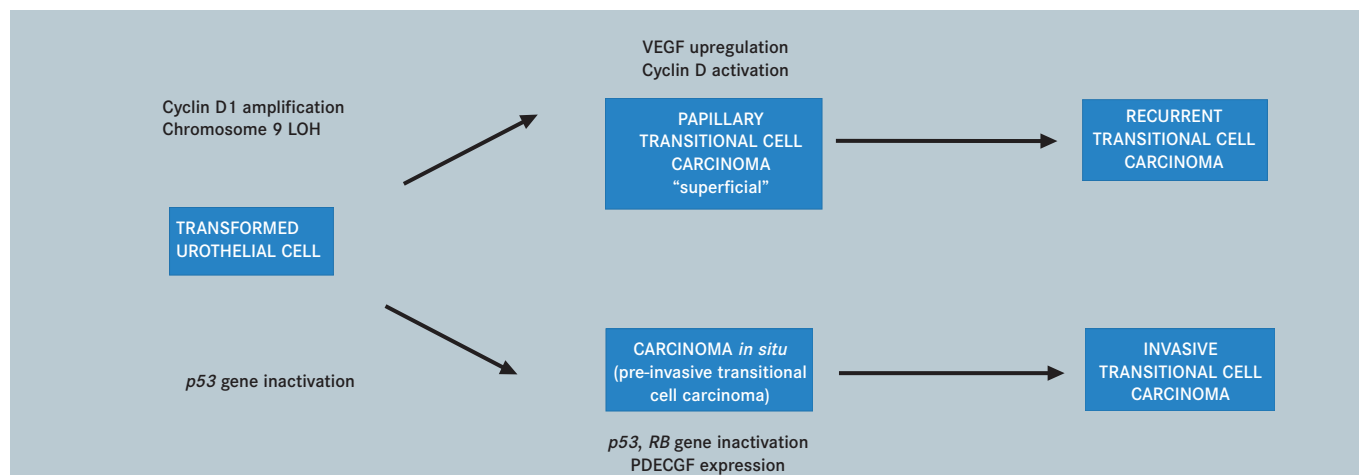 VEGF upregulation
Cyclin D activation
Cyclin D1 amplification
Chromosome 9 LOH
PAPILLARY
TRANSITIONAL CELL
CARCINOMA
“superficial”
RECURRENT
TRANSITIONAL CELL
CARCINOMA
TRANSFORMED
UROTHELIAL CELL
p53 gene inactivation
CARCINOMA in situ
(pre-invasive transitional
cell carcinoma)
INVASIVE
TRANSITIONAL CELL
CARCINOMA
p53, RB gene inactivation
PDECGF expression